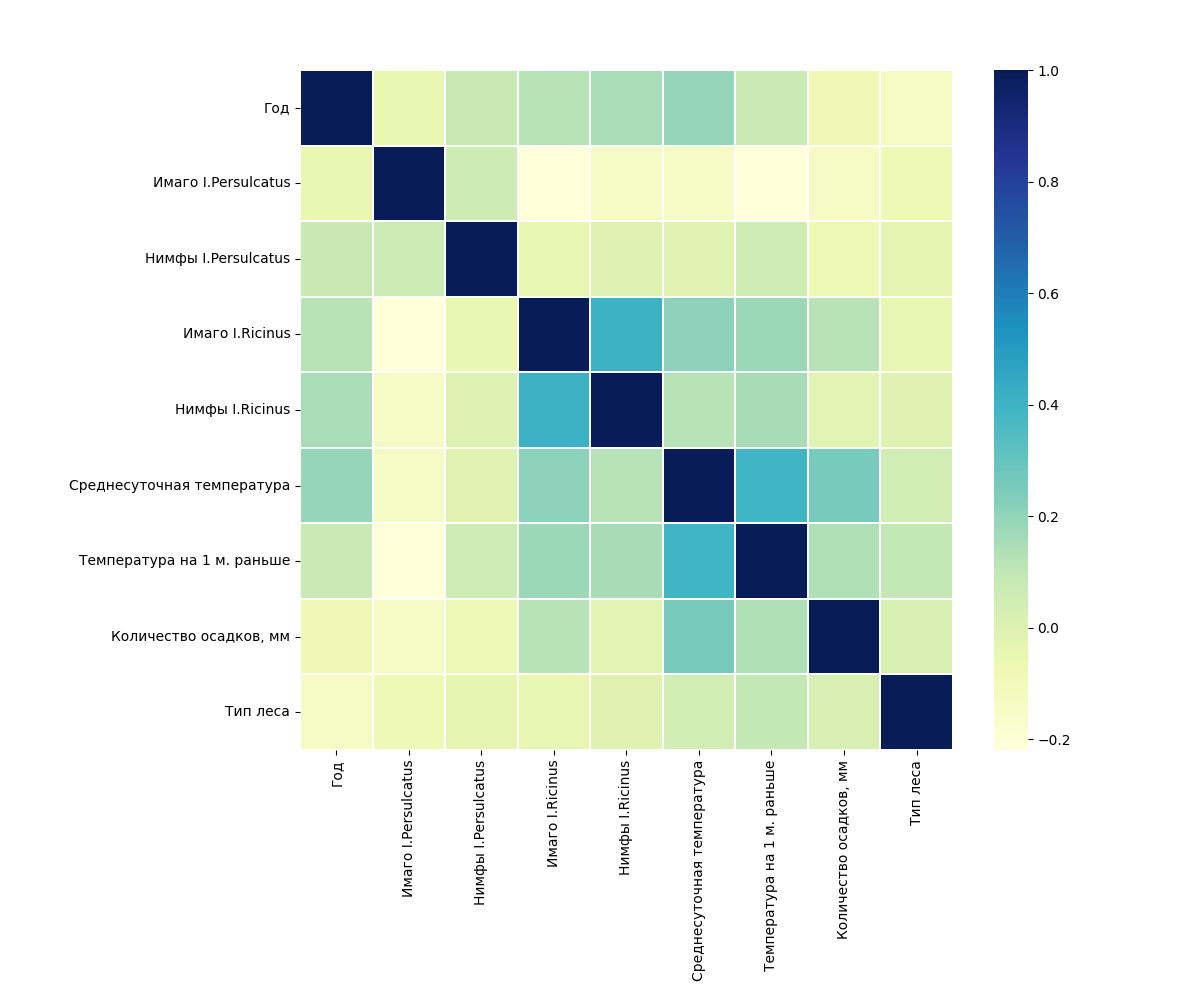 Год
Имаго I.Persulcatus
Нимфы I.Persulcatus
Имаго I.Ricinus
Нимфы I.Ricinus
Среднесуточная температура
Температура на 1 м. раньше
Количество осадков, мм
Тип леса
Год
Имаго I.Persulcatus
Нимфы I.Persulcatus
Имаго I.Ricinus
Нимфы I.Ricinus
Среднесуточная температура
Температура на 1 м. раньше
Количество осадков, мм
Тип леса
1.0
0.8
0.6
0.4
0.2
0.0
−0.2